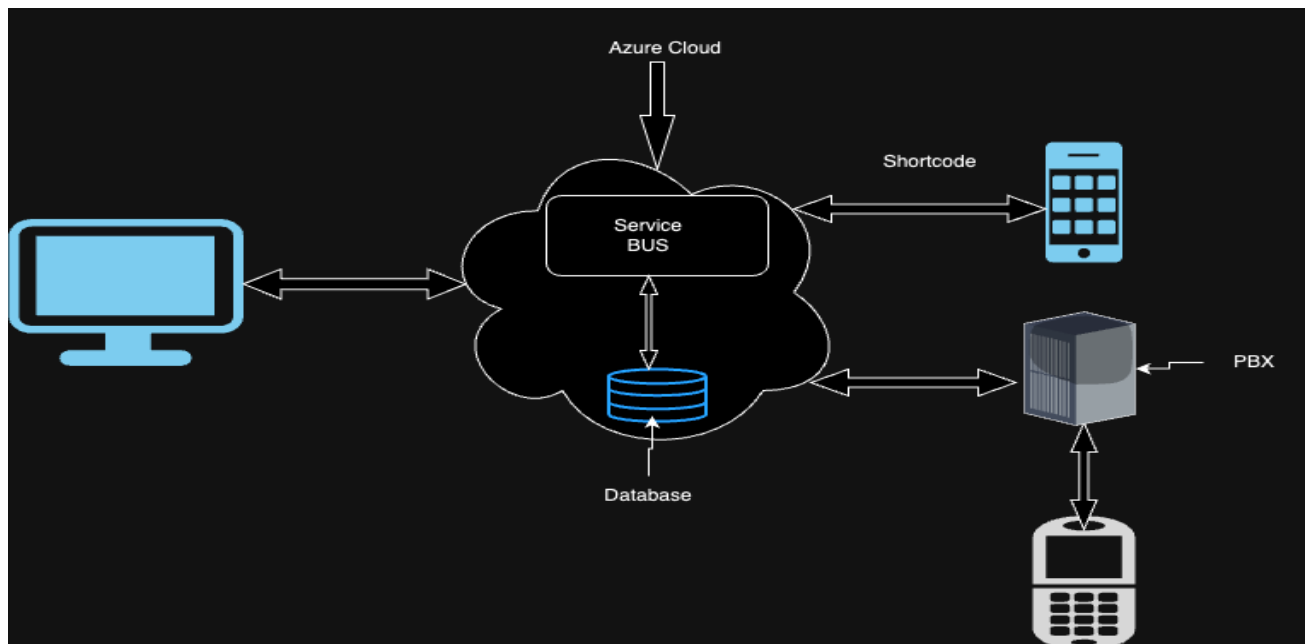 Azure Cloud
Shortcode
Service
BUS
PBX
Database